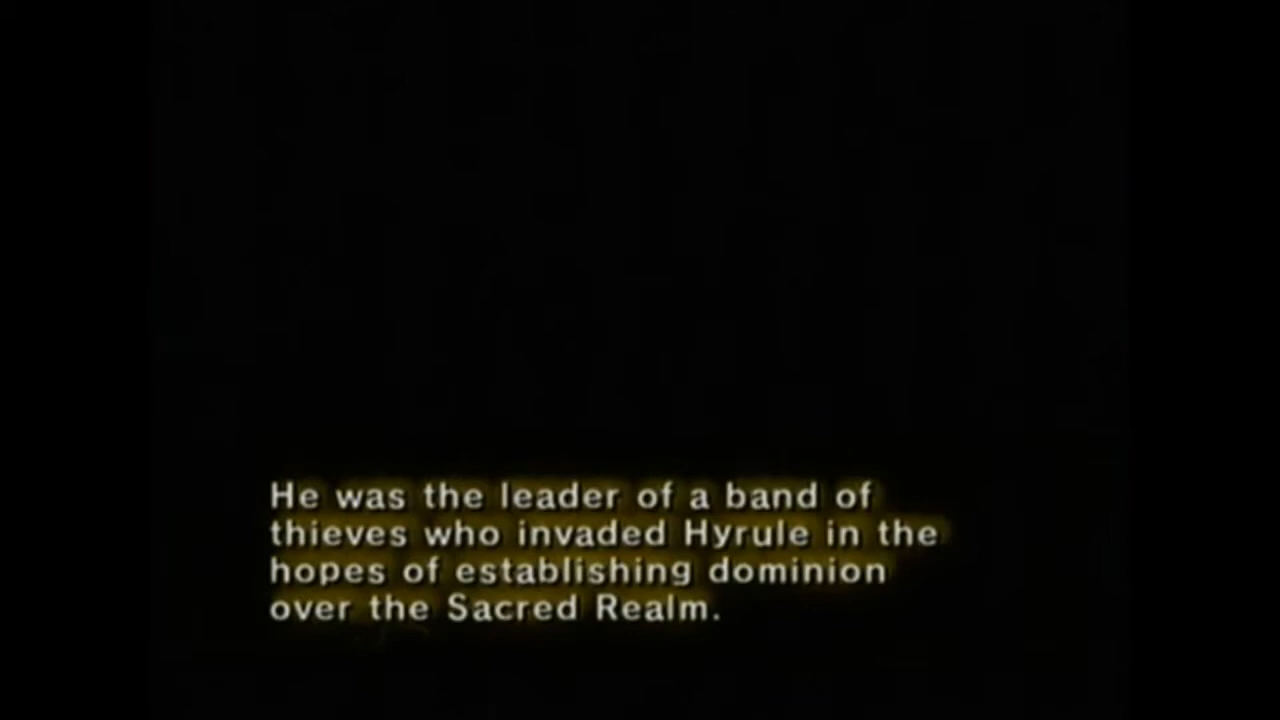 He was the leader of a band of
thieves who invaded Hyrule in the
hopes of establishing dominion
over the Sacred Realm.